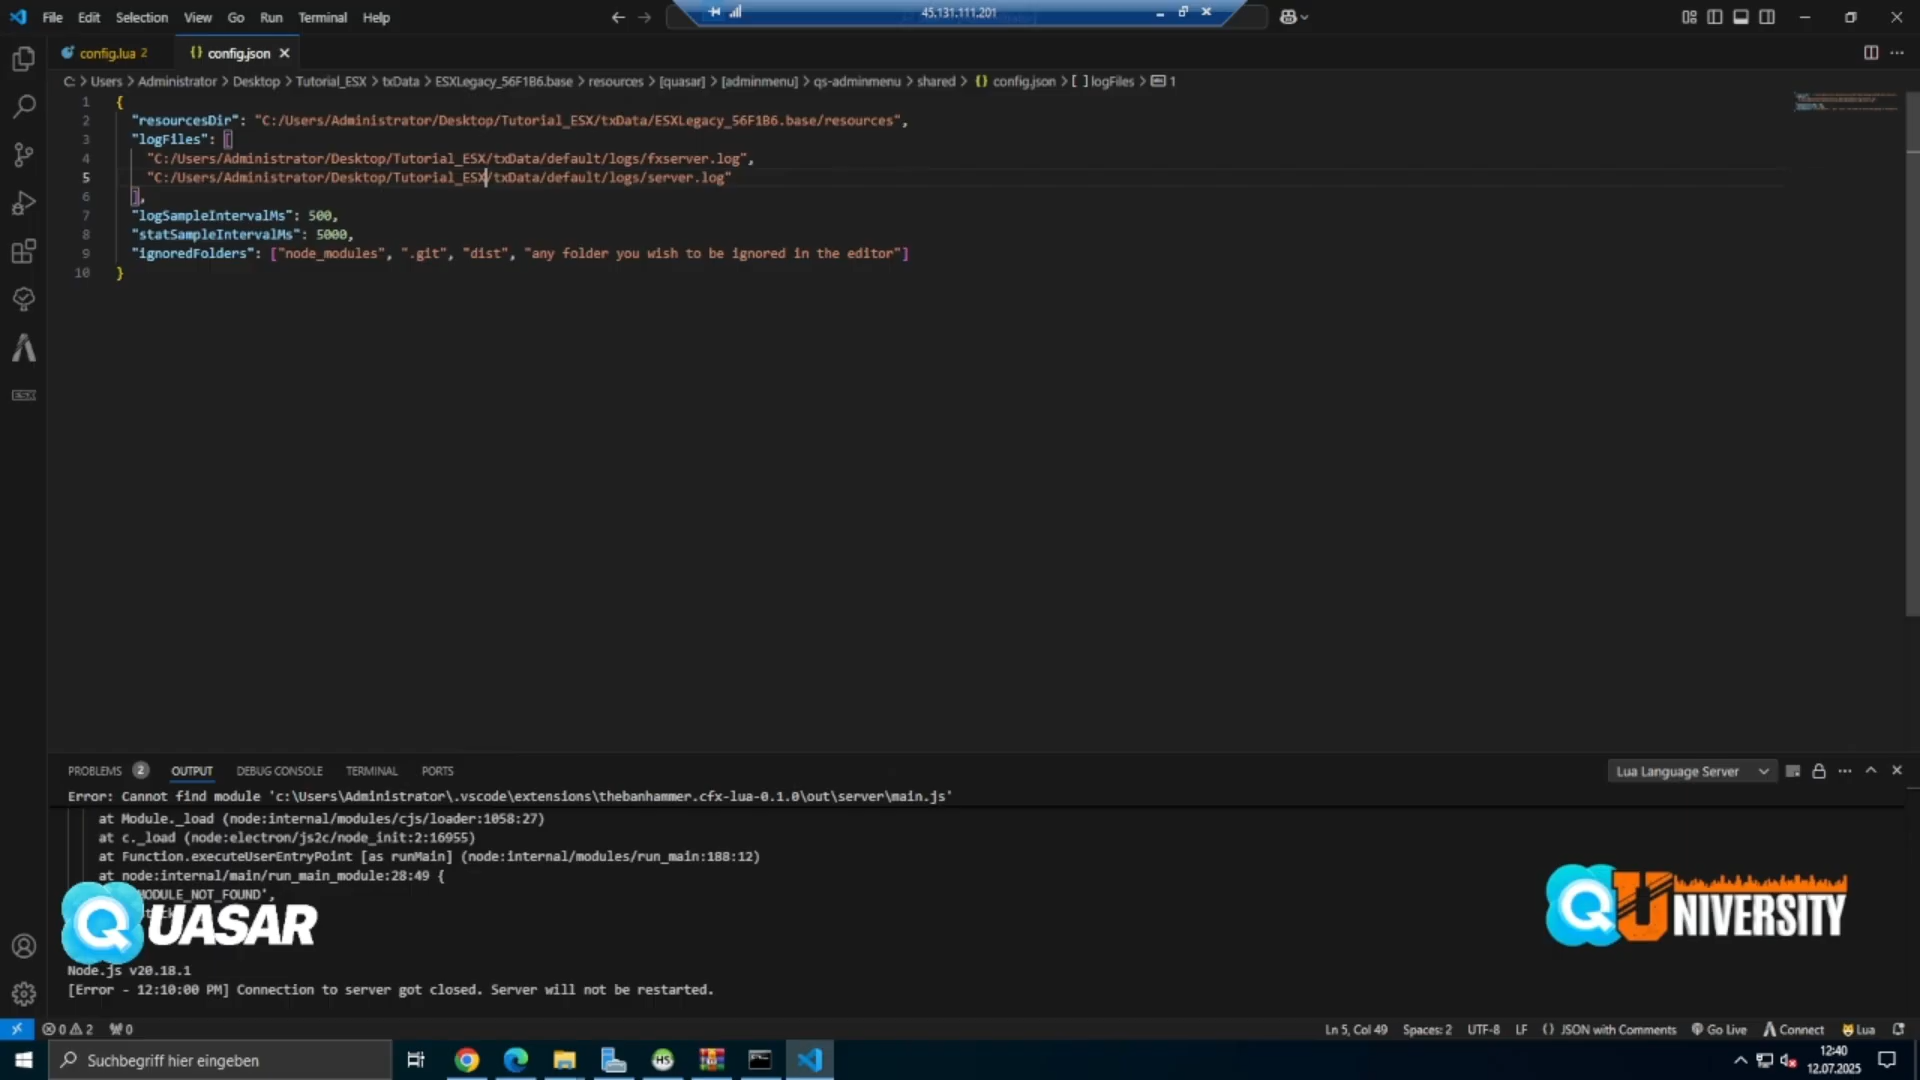 File Edit Selection View Go Run Terminal Help
45.131.111.201
config.lua 2
{} config.json
C: > Users > Administrator > Desktop > Tutorial_ESX > txData > ESXLegacy_56F1B6.base > resources > [quasar] > [adminmenu] > qs-adminmenu > shared > {} config.json > [ ] logFiles > 1
1 {
2 "resourcesDir": "C:/Users/Administrator/Desktop/Tutorial_ESX/txData/ESXLegacy_56F1B6.base/resources",
3 "logFiles": [
4 "C:/Users/Administrator/Desktop/Tutorial_ESX/txData/default/logs/fxserver.log",
5 "C:/Users/Administrator/Desktop/Tutorial_ESX/txData/default/logs/server.log"
6 ],
7 "logSampleIntervalMs": 500,
8 "statSampleIntervalMs": 5000,
9 "ignoredFolders": ["node_modules", ".git", "dist", "any folder you wish to be ignored in the editor"]
10 }
ESX
PROBLEMS 2 OUTPUT DEBUG CONSOLE TERMINAL PORTS
Lua Language Server
Error: Cannot find module 'c:\Users\Administrator\.vscode\extensions\thebanhammer.cfx-lua-0.1.0\out\server\main.js'
at Module._load (node:internal/modules/cjs/loader:1058:27)
at c._load (node:electron/js2c/node_init:2:16955)
at Function.executeUserEntryPoint [as runMain] (node:internal/modules/run_main:188:12)
at node:internal/main/run_main_module:28:49 {
MODULE_NOT_FOUND',
QUASAR
QUNIVERSITY
Node.js v20.18.1
[Error - 12:10:00 PM] Connection to server got closed. Server will not be restarted.
0 2 0
Ln 5, Col 49 Spaces: 2 UTF-8 LF {} JSON with Comments Go Live Connect Lua
Suchbegriff hier eingeben
HS
12:40
12.07.2025